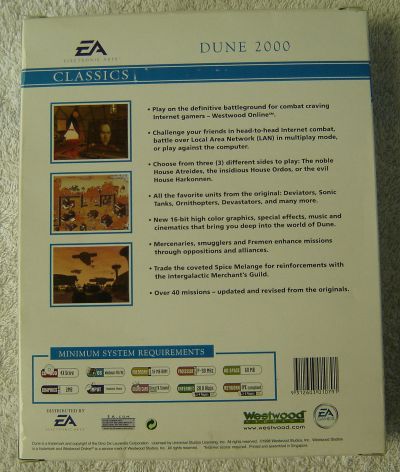 EA
ELECTRONIC ARTS
DUNE 2000
CLASSICS
• Play on the definitive battleground for combat craving
Internet gamers – Westwood Online™.
• Challenge your friends in head-to-head Internet combat,
battle over Local Area Network (LAN) in multiplay mode,
or play against the computer.
• Choose from three (3) different sides to play: The noble
House Atreides, the insidious House Ordos, or the evil
House Harkonnen.
• All the favorite units from the original: Deviators, Sonic
Tanks, Ornithopters, Devastators, and many more.
• New 16-bit high color graphics, special effects, music and
cinematics that bring you deep into the world of Dune.
• Mercenaries, smugglers and Fremen enhance missions
through oppositions and alliances.
• Trade the coveted Spice Melange for reinforcements with
the intergalactic Merchant's Guild.
• Over 40 missions – updated and revised from the originals.
MINIMUM SYSTEM REQUIREMENTS
DISTRIBUTED BY
EA
EA.COM
Westwood
www.westwood.com
EA GAMES